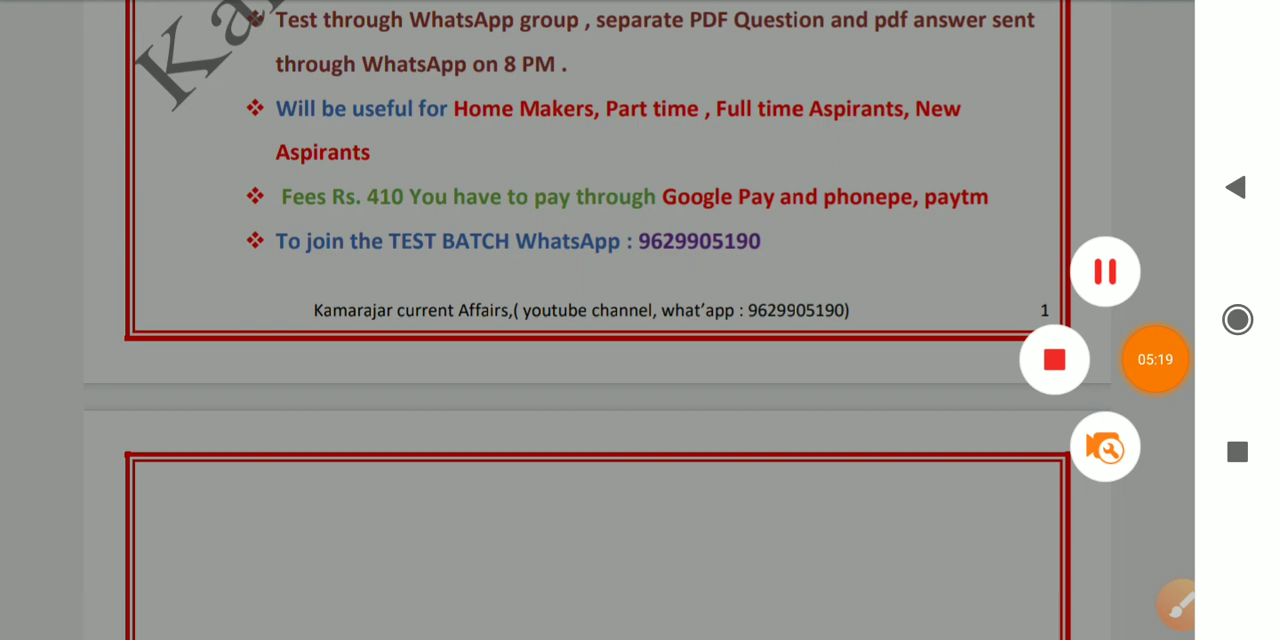 Test through WhatsApp group , separate PDF Question and pdf answer sent
through WhatsApp on 8 PM .
Will be useful for Home Makers, Part time , Full time Aspirants, New
Aspirants
Fees Rs. 410 You have to pay through Google Pay and phonepe, paytm
To join the TEST BATCH WhatsApp : 9629905190
Kamarajar current Affairs,( youtube channel, what’app : 9629905190)
1
05:19